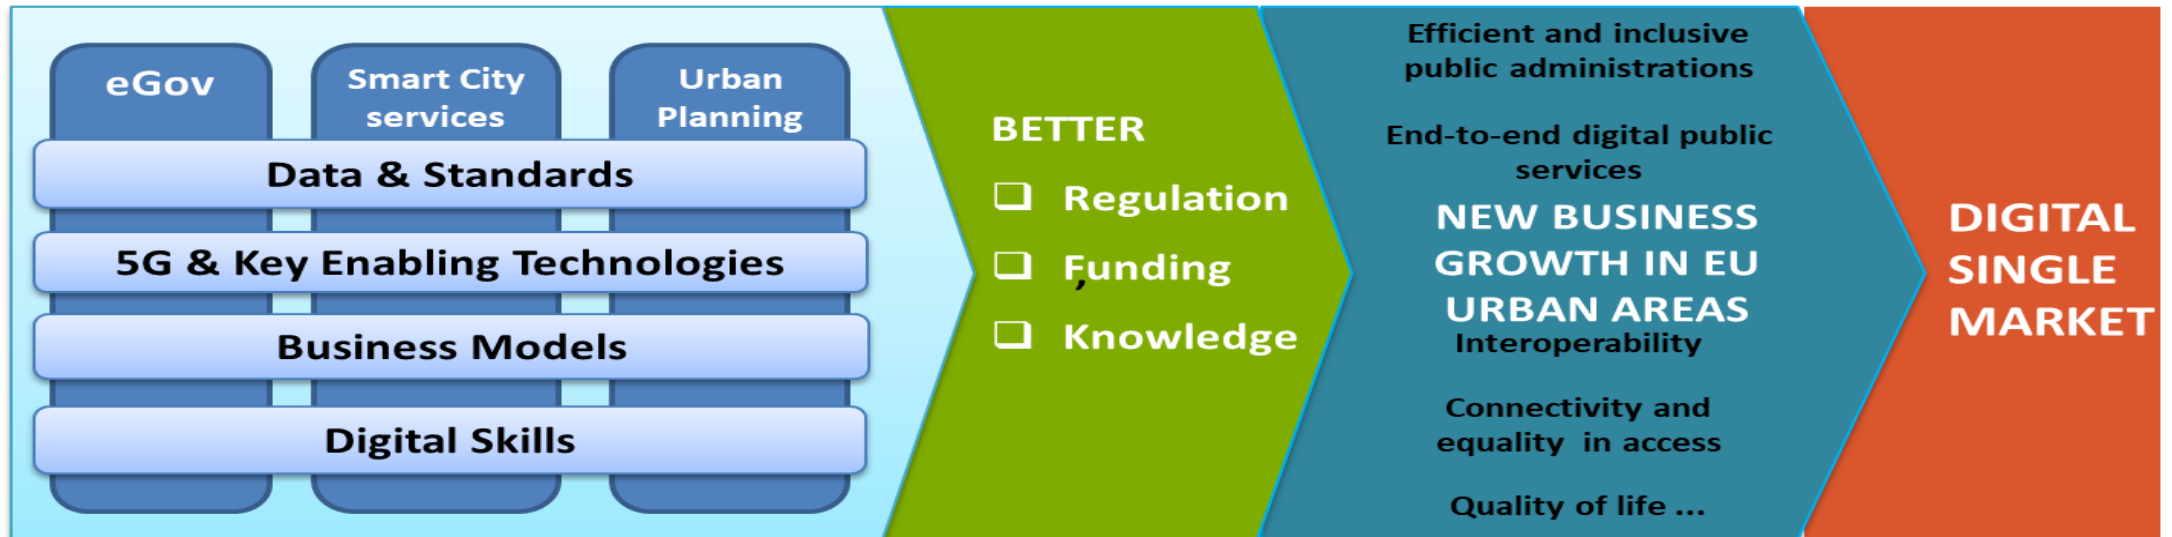 eGov
Smart City
services
Urban
Planning
Data & Standards
5G & Key Enabling Technologies
Business Models
Digital Skills
BETTER
❑ Regulation
❑ Funding
,
❑ Knowledge
Efficient and inclusive
public administrations
End-to-end digital public
services
NEW BUSINESS
GROWTH IN EU
URBAN AREAS
Interoperability
Connectivity and
equality in access
Quality of life ...
DIGITAL
SINGLE
MARKET